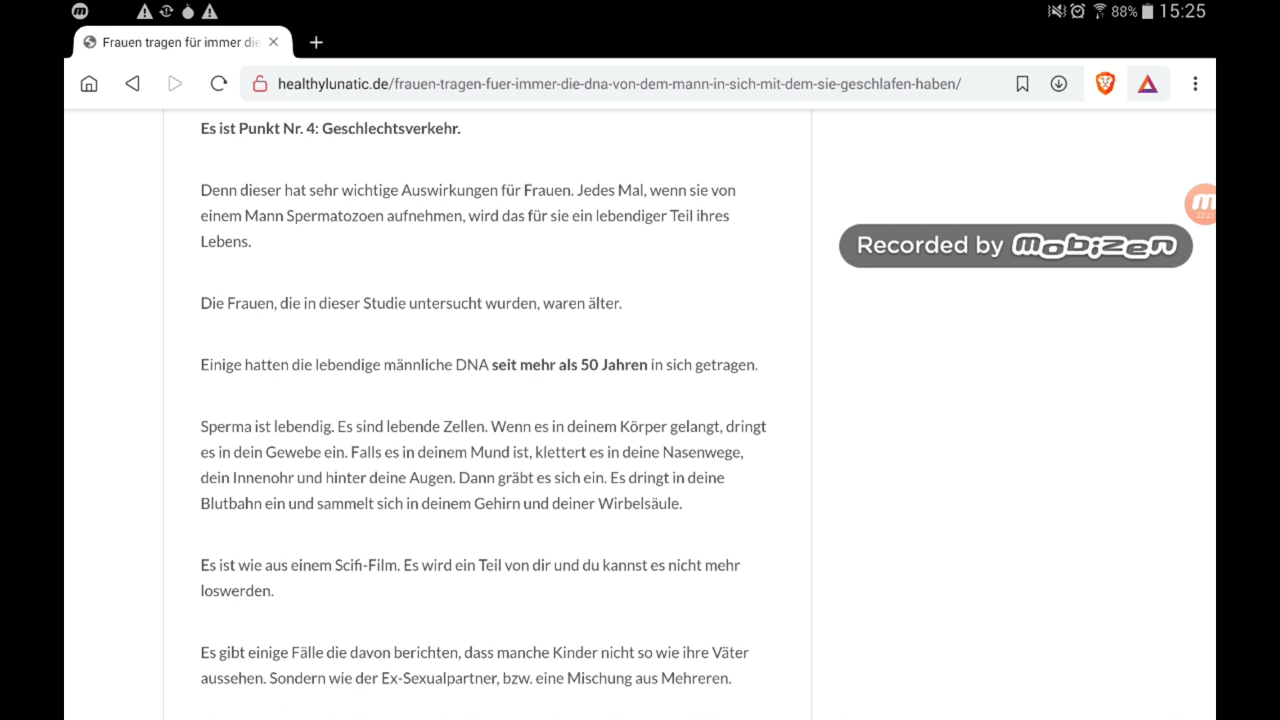 88% 15:25
Frauen tragen für immer die
healthylunatic.de/frauen-tragen-fuer-immer-die-dna-von-dem-mann-in-sich-mit-dem-sie-geschlafen-haben/
Es ist Punkt Nr. 4: Geschlechtsverkehr.
Denn dieser hat sehr wichtige Auswirkungen für Frauen. Jedes Mal, wenn sie von
einem Mann Spermatozoen aufnehmen, wird das für sie ein lebendiger Teil ihres
Lebens.
Recorded by mobizen
Die Frauen, die in dieser Studie untersucht wurden, waren älter.
Einige hatten die lebendige männliche DNA seit mehr als 50 Jahren in sich getragen.
Sperma ist lebendig. Es sind lebende Zellen. Wenn es in deinem Körper gelangt, dringt
es in dein Gewebe ein. Falls es in deinem Mund ist, klettert es in deine Nasenwege,
dein Innenohr und hinter deine Augen. Dann gräbt es sich ein. Es dringt in deine
Blutbahn ein und sammelt sich in deinem Gehirn und deiner Wirbelsäule.
Es ist wie aus einem Scifi-Film. Es wird ein Teil von dir und du kannst es nicht mehr
loswerden.
Es gibt einige Fälle die davon berichten, dass manche Kinder nicht so wie ihre Väter
aussehen. Sondern wie der Ex-Sexualpartner, bzw. eine Mischung aus Mehreren.